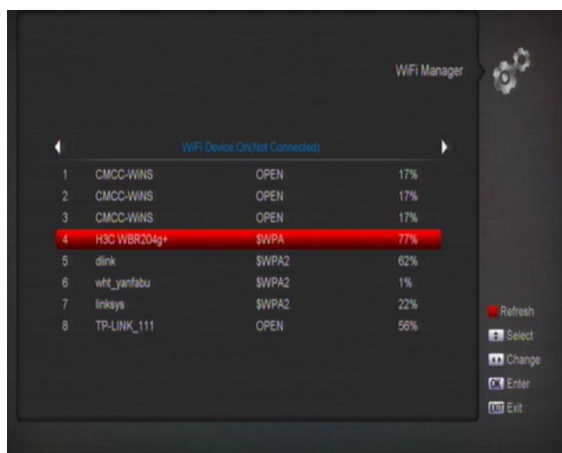 WiFi Manager
WiFi Device:On(Not Connected)
1 CMCC-WiNS OPEN 17%
2 CMCC-WiNS OPEN 17%
3 CMCC-WiNS OPEN 17%
4 H3C WBR204g+ $WPA 77%
5 dlink $WPA2 62%
6 wht_yanfabu $WPA2 1%
7 linksys $WPA2 22%
8 TP-LINK_111 OPEN 56%
Refresh
Select
Change
OK Enter
EXIT Exit